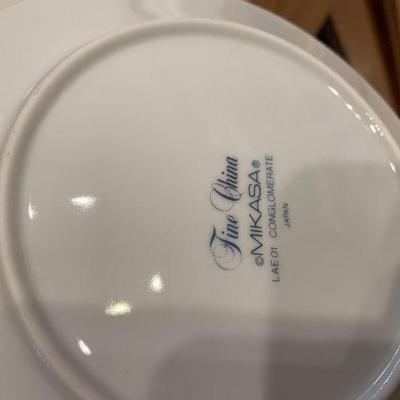 Fine China
©MIKASA®
LAE 01 CONGLOMERATE
JAPAN